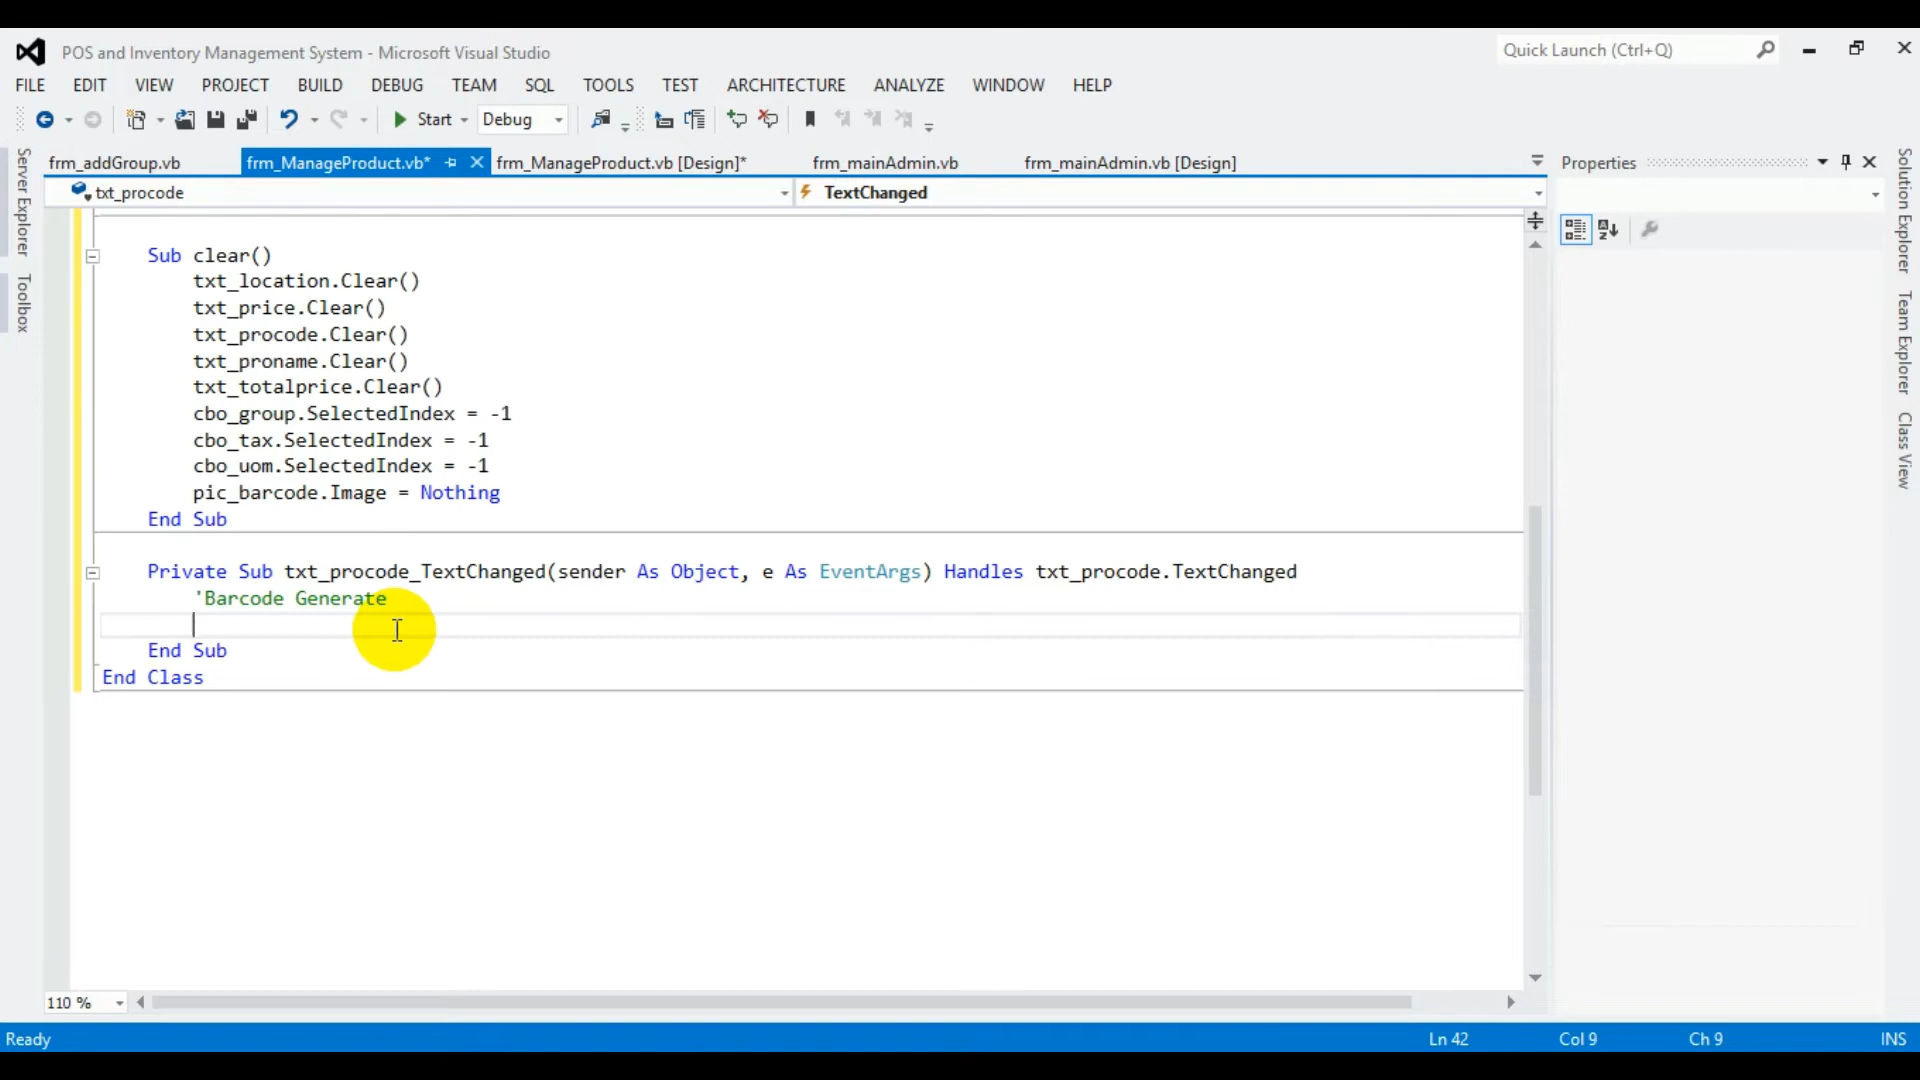 POS and Inventory Management System - Microsoft Visual Studio
Quick Launch (Ctrl+Q)
FILE EDIT VIEW PROJECT BUILD DEBUG TEAM SQL TOOLS TEST ARCHITECTURE ANALYZE WINDOW HELP
Start Debug
frm_addGroup.vb frm_ManageProduct.vb* frm_ManageProduct.vb [Design]* frm_mainAdmin.vb frm_mainAdmin.vb [Design]
Properties
txt_procode TextChanged
Server Explorer
Toolbox
Sub clear()
txt_location.Clear()
txt_price.Clear()
txt_procode.Clear()
txt_proname.Clear()
txt_totalprice.Clear()
cbo_group.SelectedIndex = -1
cbo_tax.SelectedIndex = -1
cbo_uom.SelectedIndex = -1
pic_barcode.Image = Nothing
End Sub
Private Sub txt_procode_TextChanged(sender As Object, e As EventArgs) Handles txt_procode.TextChanged
'Barcode Generate
End Sub
End Class
Solution Explorer
Team Explorer
Class View
110 %
Ready Ln 42 Col 9 Ch 9 INS